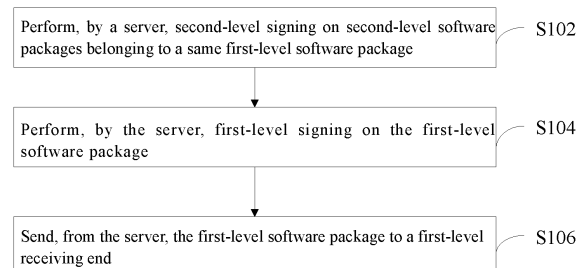 Perform, by a server, second-level signing on second-level software
packages belonging to a same first-level software package
S102
Perform, by the server, first-level signing on the first-level
software package
S104
Send, from the server, the first-level software package to a first-level
receiving end
S106